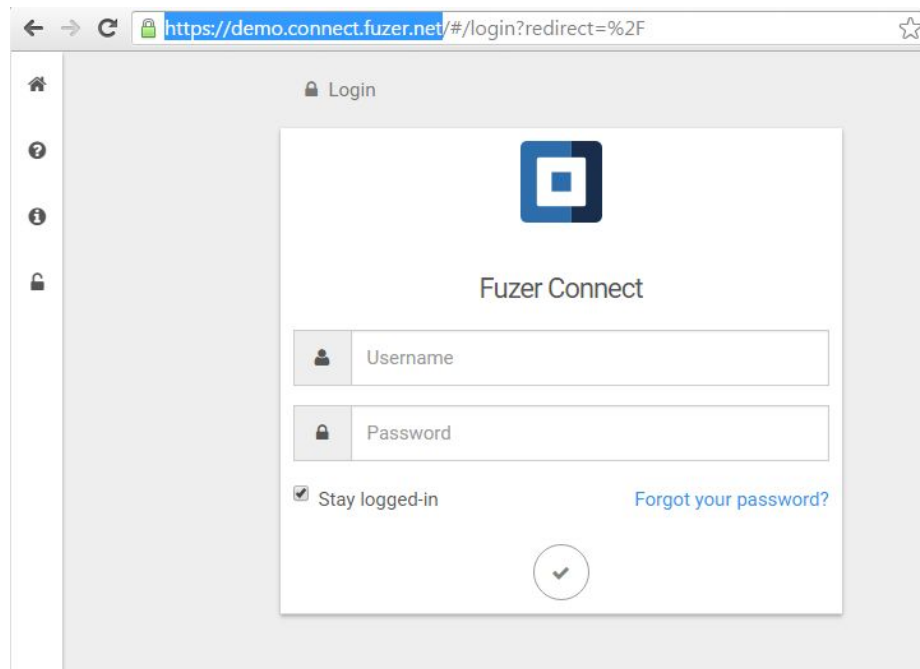 https://demo.connect.fuzer.net/#/login?redirect=%2F
Login
Fuzer Connect
Username
Password
Stay logged-in Forgot your password?